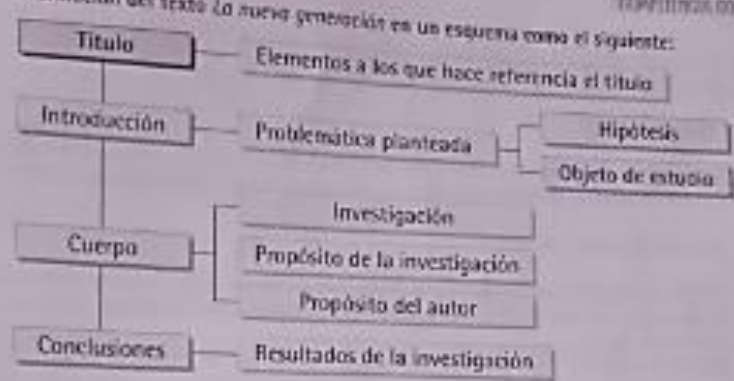 del texto La nueva generación en un esquema como el siguiente:
Título
Elementos a los que hace referencia el título
Introducción
Problemática planteada
Hipótesis
Objeto de estudio
Cuerpo
Investigación
Propósito de la investigación
Propósito del autor
Conclusiones
Resultados de la investigación